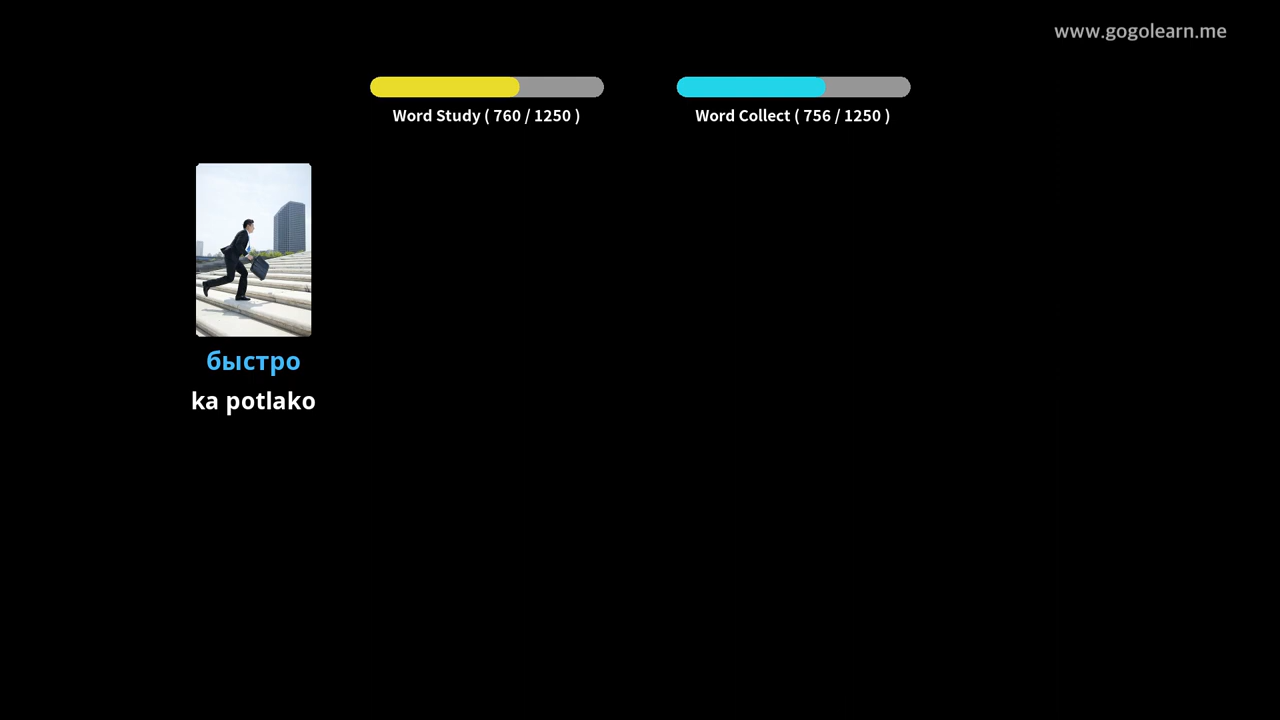 www.gogolearn.me
Word Study ( 760 / 1250 )
Word Collect ( 756 / 1250 )
быстро
ka potlako